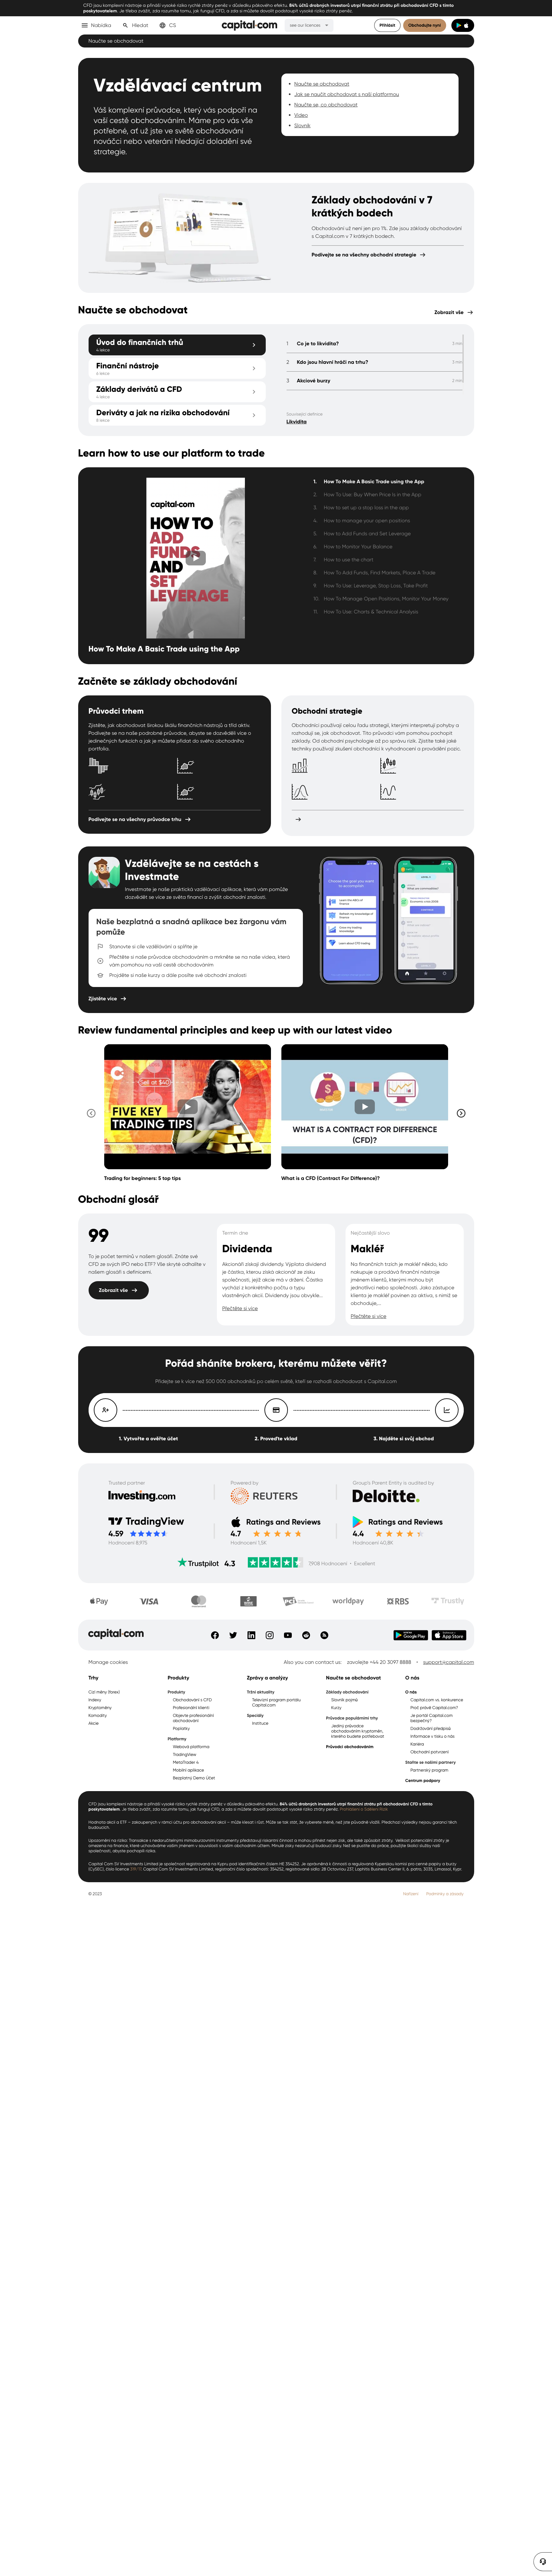 CFD jsou komplexní nástroje a přináší vysoké riziko rychlé ztráty peněz v důsledku pákového efektu. 84% účtů drobných investorů utrpí finanční ztrátu při obchodování CFD s tímto
poskytovatelem. Je třeba zvážit, zda rozumíte tomu, jak fungují CFD, a zda si můžete dovolit podstoupit vysoké riziko ztráty peněz.
Nabídka
Hledat
CS
capital.com
see our licences
Přihlásit
Obchodujte nyní
Naučte se obchodovat
Vzdělávací centrum
Váš komplexní průvodce, který vás podpoří na
vaší cestě obchodováním. Máme pro vás vše
potřebné, ať už jste ve světě obchodování
nováčci nebo veteráni hledající doladění své
strategie.
Naučte se obchodovat
Jak se naučit obchodovat s naší platformou
Naučte se, co obchodovat
Video
Slovník
Základy obchodování v 7
krátkých bodech
Obchodování už není jen pro 1%. Zde jsou základy obchodování
s Capital.com v 7 krátkých bodech.
Podívejte se na všechny obchodní strategie
Naučte se obchodovat
Zobrazit vše
Úvod do finančních trhů
4 lekce
Finanční nástroje
Základy derivátů a CFD
Deriváty a jak na rizika obchodování
1 Co je to likvidita?
3 min
2 Kdo jsou hlavní hráči na trhu?
3 min
3 Akciové burzy
Související definice
Likvidita
Learn how to use our platform to trade
capital.com
HOW TO
ADD
FUNDS
AND
SET
LEVERAGE
How To Make A Basic Trade using the App
1. How To Make A Basic Trade using the App
2. How To Use: Buy When Price Is in the App
3. How to set up a stop loss in the app
4. How to manage your open positions
5. How to Add Funds and Set Leverage
6. How to Monitor Your Balance
7. How to use the chart
8. How To Add Funds, Find Markets, Place A Trade
9. How To Use: Leverage, Stop Loss, Take Profit
10. How To Manage Open Positions, Monitor Your Money
11. How To Use: Charts & Technical Analysis
Začněte se základy obchodování
Průvodci trhem
Zjistěte, jak obchodovat širokou škálu finančních nástrojů a tříd aktiv.
Podívejte se na naše podrobné průvodce, abyste se dozvěděli více o
jednotlivých funkcích a jak je můžete přidat do svého obchodního
portfolia.
Podívejte se na všechny průvodce trhu
Obchodní strategie
Obchodníci používají celou řadu strategií, kterými interpretují pohyby a
rozhodují se, jak obchodovat. Tito průvodci vám pomohou pochopit
základy. Od obchodní psychologie až po správu rizik. Zjistěte také jaké
techniky používají zkušení obchodníci k vyhodnocení a provádění pozic.
Vzdělávejte se na cestách s
Investmate
Investmate je naše praktická vzdělávací aplikace, která vám pomůže
dozvědět se více ze světa financí a zvýšit obchodní znalosti.
Naše bezplatná a snadná aplikace bez žargonu vám
pomůže
Stanovte si cíle vzdělávání a splňte je
Přečtěte si naše průvodce obchodováním a mrkněte se na naše videa, která
vám pomohou na vaší cestě obchodováním
Projděte si naše kurzy a dále posilte své obchodní znalosti
Zjistěte více
Review fundamental principles and keep up with our latest video
Sell at $40
FIVE KEY
TRADING TIPS
Trading for beginners: 5 top tips
WHAT IS A CONTRACT FOR DIFFERENCE
(CFD)?
What is a CFD (Contract For Difference)?
Obchodní glosář
99
To je počet termínů v našem glosáři. Znáte své
CFD ze svých IPO nebo ETF? Vše skryté odhalíte v
našem glosáři s definicemi.
Zobrazit vše
Termín dne
Dividenda
Akcionáři získají dividendy. Výplata dividend
je částka, kterou získá akcionář ze zisku
společnosti, jejíž akcie má v držení. Částka
vychází z konkrétního počtu a typu
vlastněných akcií. Dividendy jsou obvykle...
Přečtěte si více
Nejčastější slovo
Makléř
Na finančních trzích je makléř někdo, kdo
nakupuje a prodává finanční nástroje
jménem klientů, kterými mohou být
jednotlivci nebo společnosti. Jako zástupce
klienta je makléř povinen za aktiva, s nimiž se
obchoduje,...
Přečtěte si více
Pořád sháníte brokera, kterému můžete věřit?
Přidejte se k více než 500 000 obchodníků po celém světě, kteří se rozhodli obchodovat s Capital.com
1. Vytvořte a ověřte účet
2. Proveďte vklad
3. Najděte si svůj obchod
Trusted partner
Investing.com
Powered by
REUTERS
Group's Parent Entity is audited by
Deloitte.
TradingView
4.59
Hodnocení 8,975
Ratings and Reviews
4.7
Hodnocení 1,5K
Ratings and Reviews
4.4
Hodnocení 40,8K
Trustpilot 4.3
7,908 Hodnocení • Excellent
Pay
VISA
mastercard
worldpay
RBS
Trustly
capital.com
Google Play
App Store
Manage cookies
Also you can contact us: zavolejte +44 20 3097 8888 • support@capital.com
Trhy
Cizí měny (forex)
Indexy
Kryptoměny
Komodity
Akcie
Produkty
Produkty
Obchodování s CFD
Profesionální klienti
Objevte profesionální
obchodování
Poplatky
Platformy
Webová platforma
TradingView
MetaTrader 4
Mobilní aplikace
Bezplatný Demo Účet
Zprávy a analýzy
Tržní aktuality
Televizní program portálu
Capital.com
Speciály
Instituce
Naučte se obchodovat
Základy obchodování
Slovník pojmů
Kurzy
Průvodce populárními trhy
Jediný průvodce
obchodováním kryptoměn,
kterého budete potřebovat
Průvodci obchodováním
O nás
O nás
Capital.com vs. konkurence
Proč právě Capital.com?
Je portál Capital.com
bezpečný?
Dodržování předpisů
Informace v tisku o nás
Kariéra
Obchodní potvrzení
Staňte se našimi partnery
Partnerský program
Centrum podpory
CFD jsou komplexní nástroje a přináší vysoké riziko rychlé ztráty peněz v důsledku pákového efektu. 84% účtů drobných investorů utrpí finanční ztrátu při obchodování CFD s tímto
poskytovatelem. Je třeba zvážit, zda rozumíte tomu, jak fungují CFD, a zda si můžete dovolit podstoupit vysoké riziko ztráty peněz.
© 2023